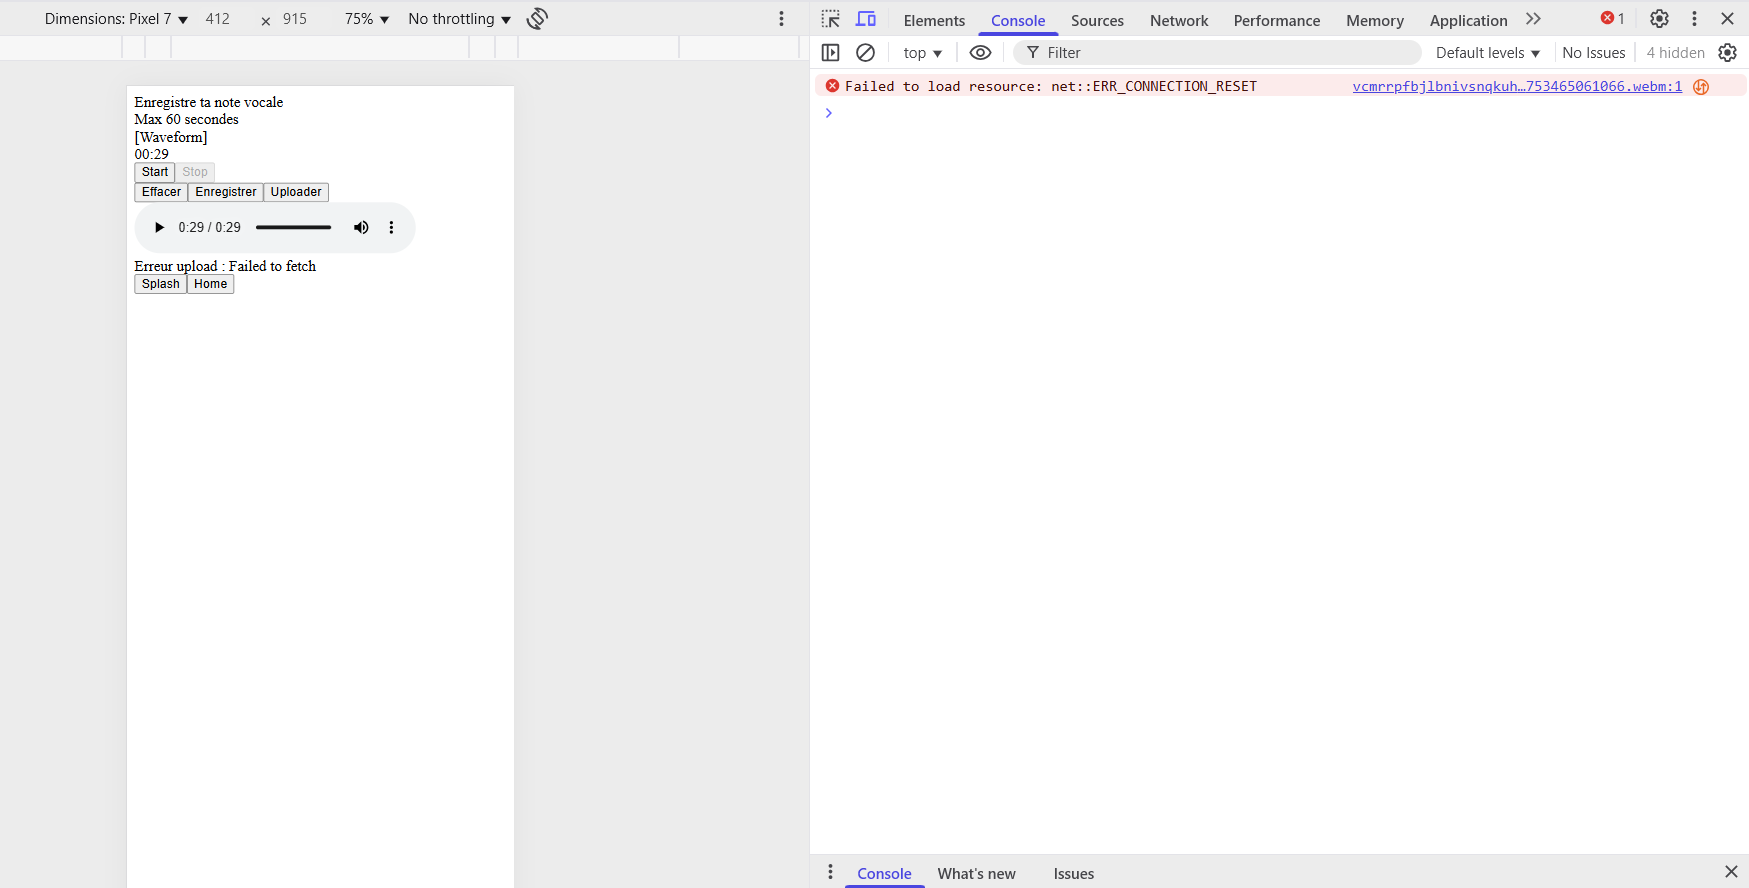 Dimensions: Pixel 7 ▼ 412 × 915 75% ▼ No throttling ▼
Enregistre ta note vocale
Max 60 secondes
[Waveform]
00:29
Start Stop
Effacer Enregistrer Uploader
0:29 / 0:29
Erreur upload : Failed to fetch
Splash Home
Elements Console Sources Network Performance Memory Application 1
top ▼ Filter Default levels ▼ No Issues 4 hidden
Failed to load resource: net::ERR_CONNECTION_RESET vcmrrpfbjlbnivsnqkuh…753465061066.webm:1
Console What's new Issues